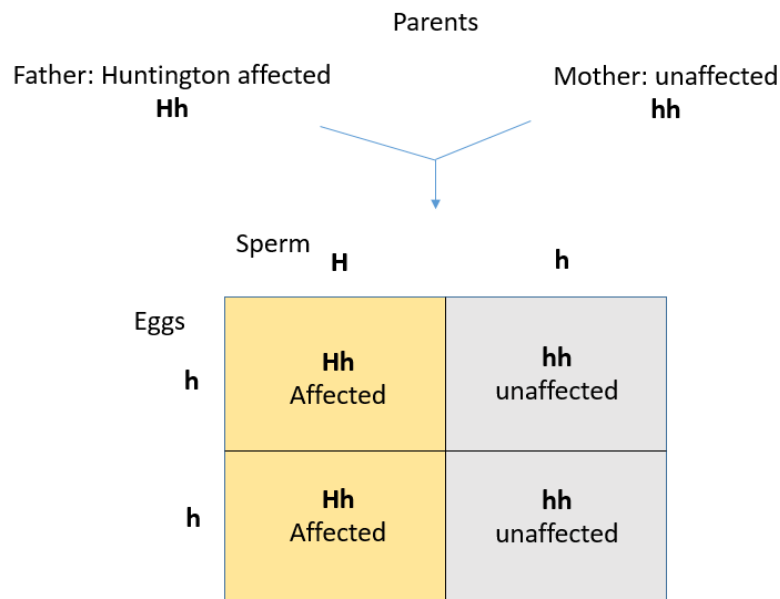 Parents
Father: Huntington affected
Hh
Mother: unaffected
hh
Sperm
H
h
Eggs
h
Hh
Affected
hh
unaffected
h
Hh
Affected
hh
unaffected